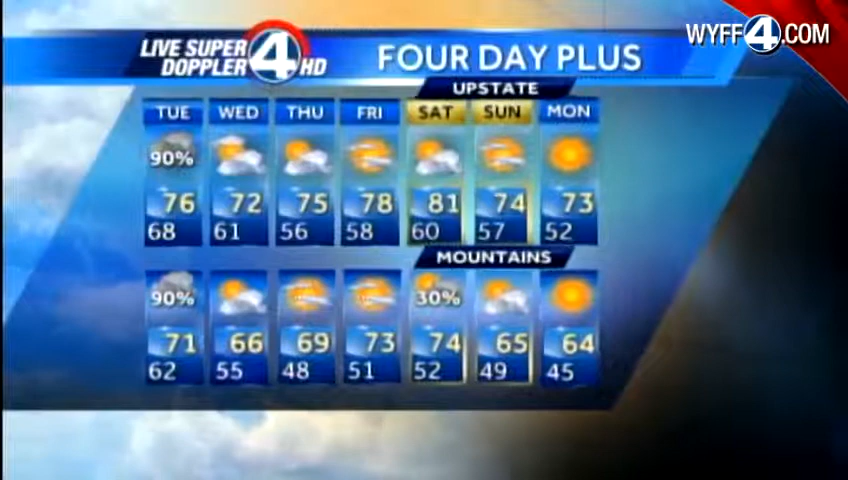 WYFF4.COM
LIVE SUPER
DOPPLER 4 HD
FOUR DAY PLUS
UPSTATE
TUE WED THU FRI SAT SUN MON
90%
76 72 75 78 81 74 73
68 61 56 58 60 57 52
MOUNTAINS
90% 30%
71 66 69 73 74 65 64
62 55 48 51 52 49 45